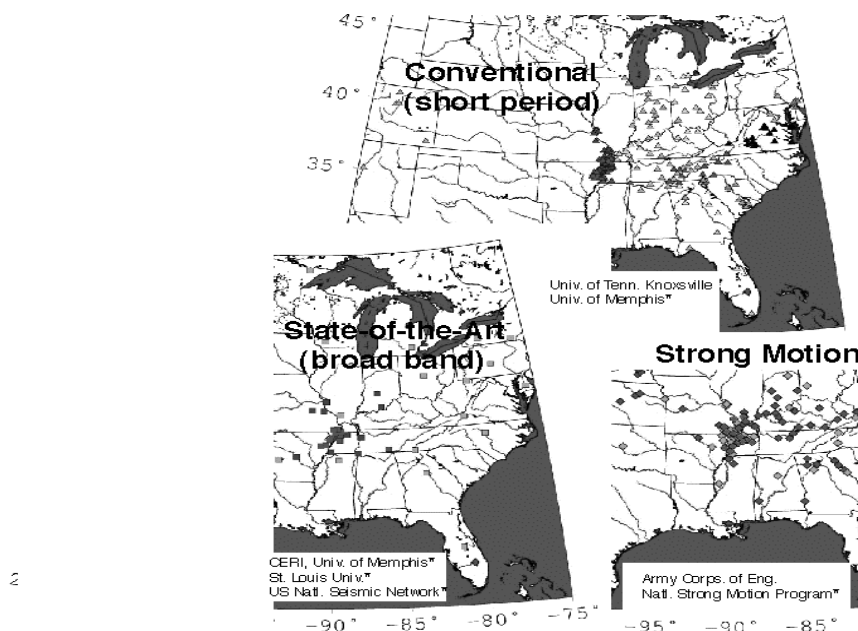 45°
Conventional
(short period)
40°
35°
Univ. of Tenn. Knoxsville
Univ. of Memphis
State-of-the-Art
(broad band)
Strong Motion
CERI, Univ. of Memphis
St. Louis Univ.
US Natl. Seismic Network
Army Corps. of Eng.
Natl. Strong Motion Program
-90° -85° -80° -75°
-95° -90° -85°